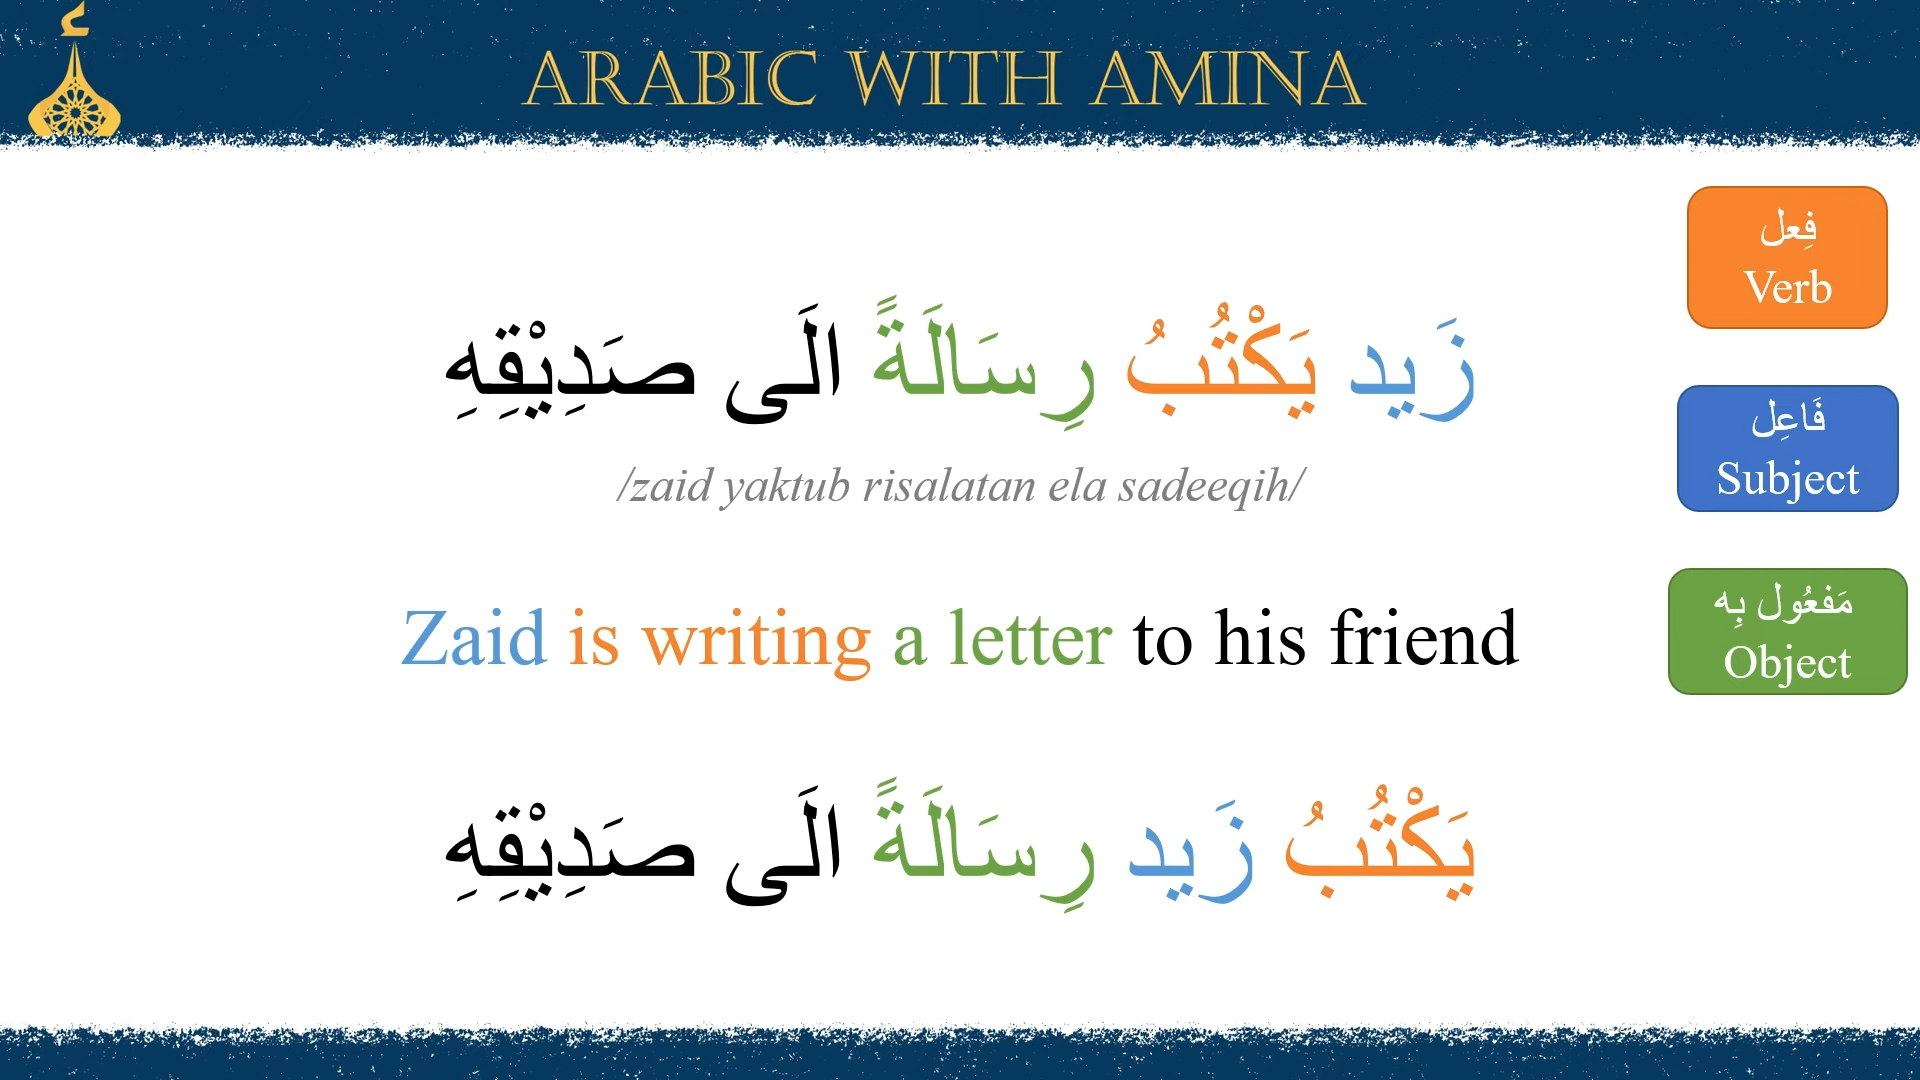 ARABIC WITH AMINA
زَيد يَكْتُبُ رِسَالَةً الَى صَدِيْقِهِ
/zaid yaktub risalatan ela sadeeqih/
Zaid is writing a letter to his friend
يَكْتُبُ زَيد رِسَالَةً الَى صَدِيْقِهِ
فِعل
Verb
فَاعِل
Subject
مَفعُول بِه
Object